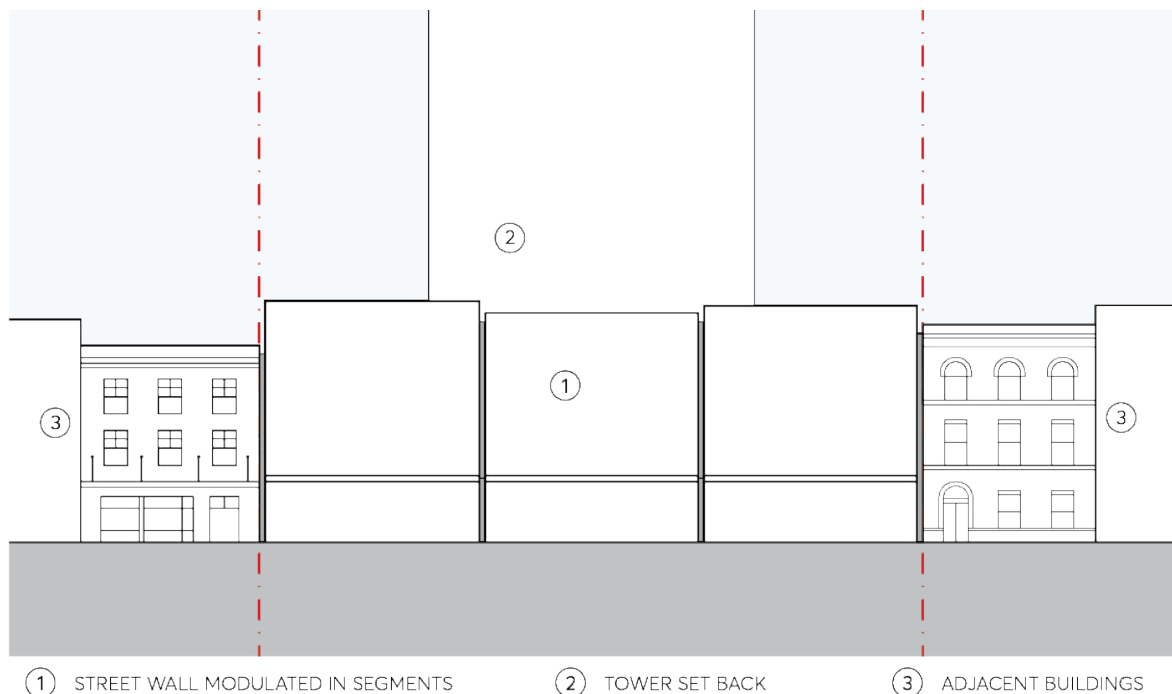 2
1
3
3
1 STREET WALL MODULATED IN SEGMENTS
2 TOWER SET BACK
3 ADJACENT BUILDINGS